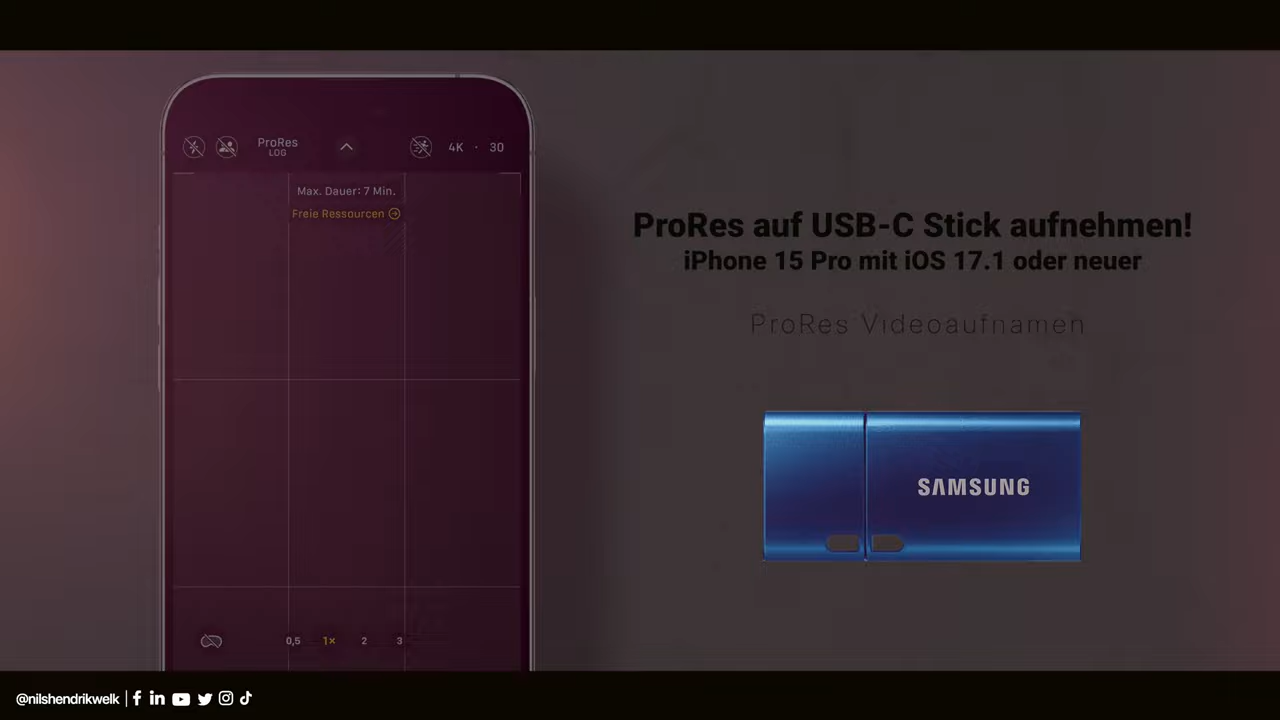 ProRes
LOG
4K · 30
Max. Dauer: 7 Min.
Freie Ressourcen
0,5 1× 2 3
ProRes auf USB-C Stick aufnehmen!
iPhone 15 Pro mit iOS 17.1 oder neuer
ProRes Videoaufnamen
SAMSUNG
@nilshendrikwelk